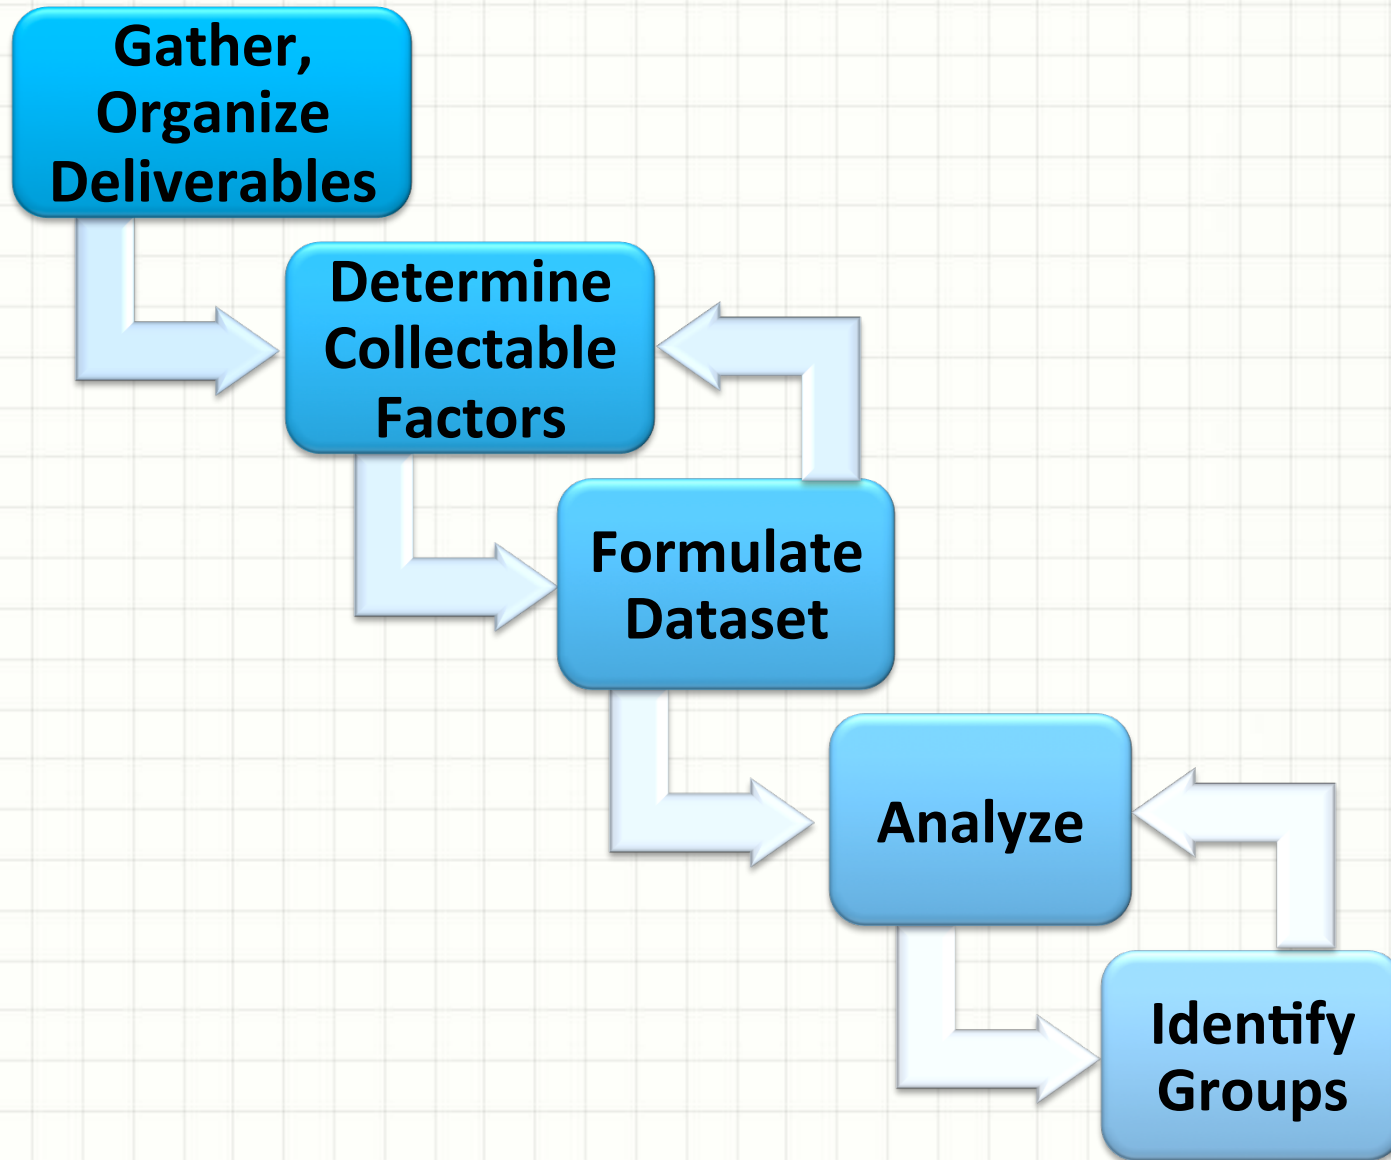 Gather,
Organize
Deliverables
Determine
Collectable
Factors
Formulate
Dataset
Analyze
Identify
Groups